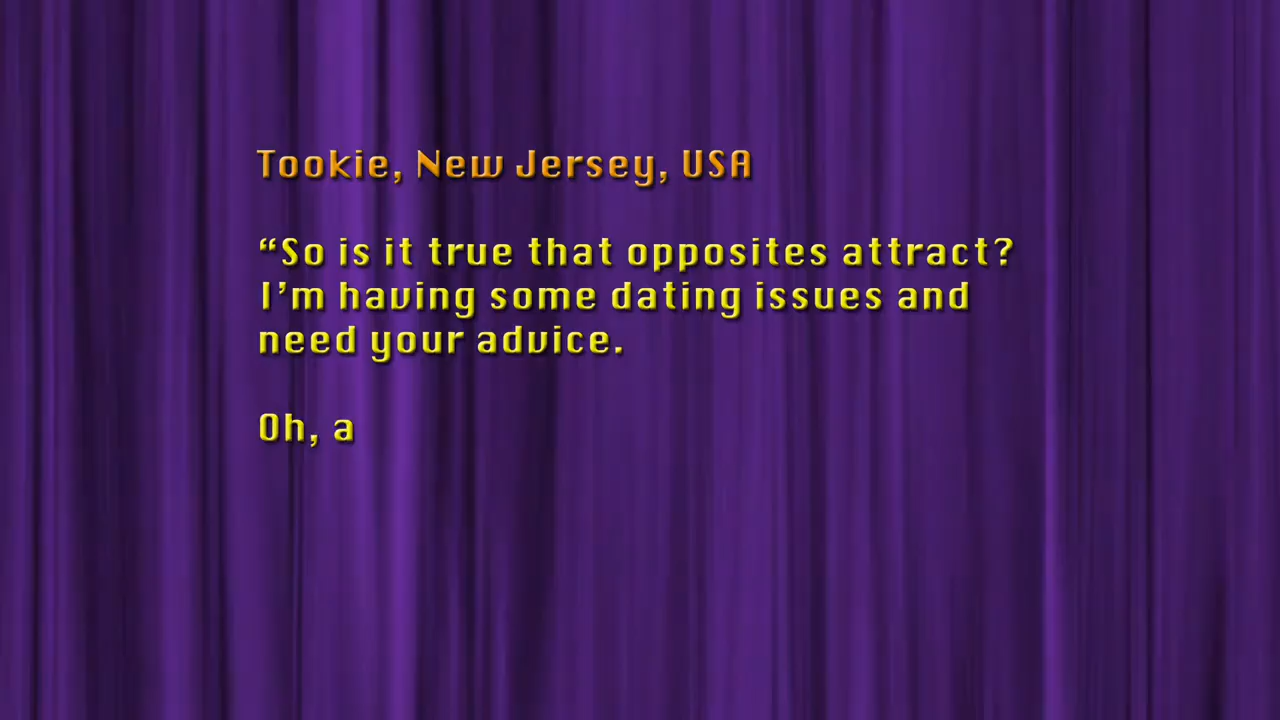 Tookie, New Jersey, USA
“So is it true that opposites attract?
I’m having some dating issues and
need your advice.
Oh, a